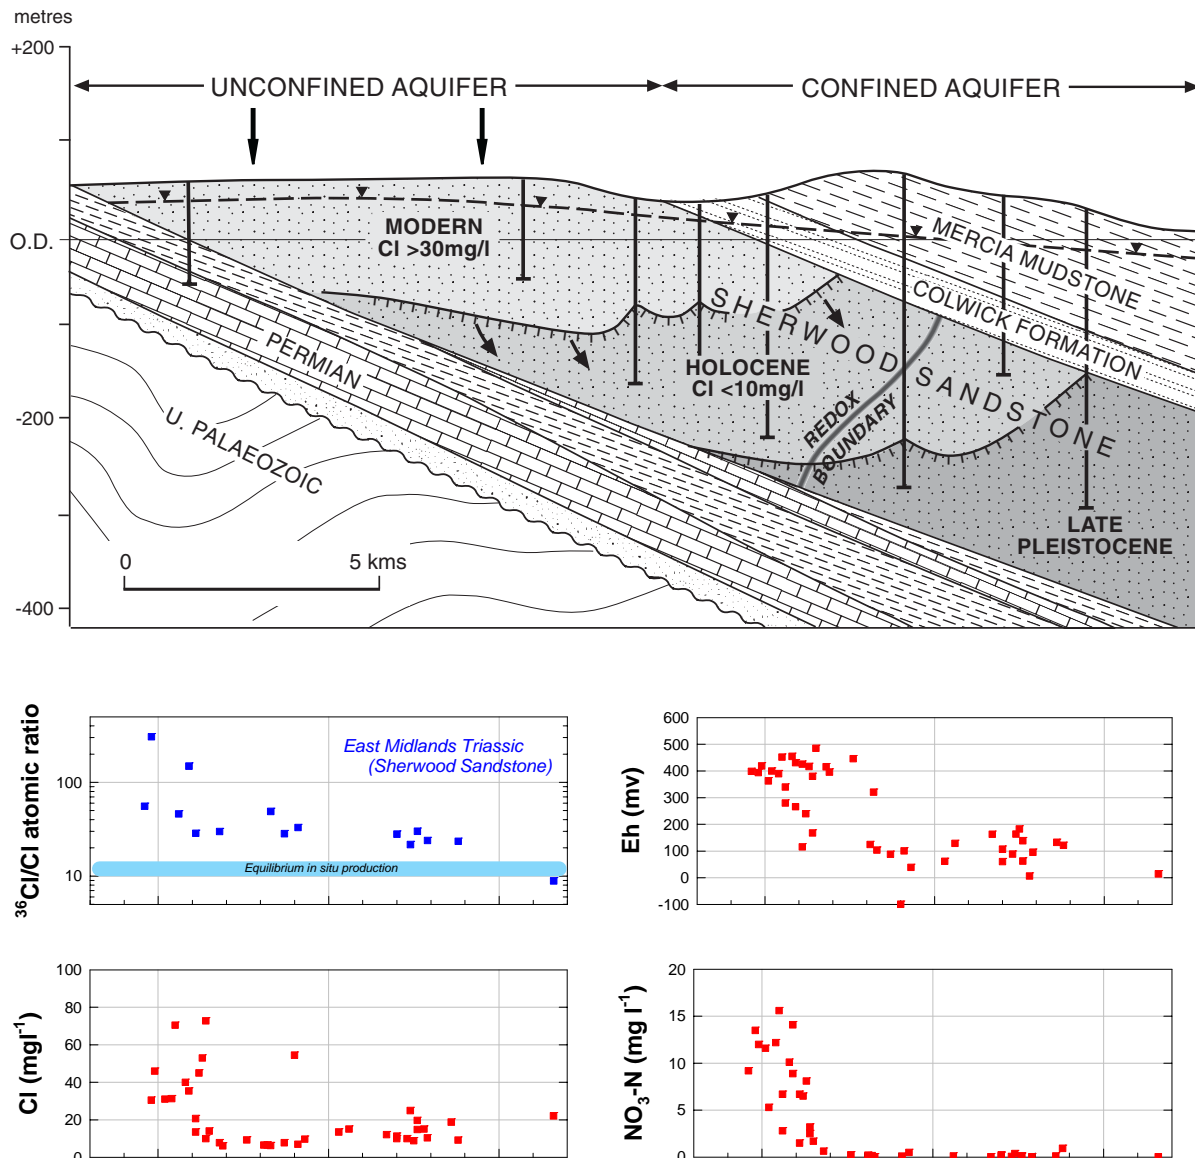 metres
+200
UNCONFINED AQUIFER
CONFINED AQUIFER
MODERN
Cl >30mg/l
O.D.
MERCIA MUDSTONE
COLWICK FORMATION
SHERWOOD SANDSTONE
PERMIAN
HOLOCENE
Cl <10mg/l
REDOX
BOUNDARY
-200
U. PALAEOZOIC
LATE
PLEISTOCENE
0
5 kms
-400
³⁶Cl/Cl atomic ratio
100
10
East Midlands Triassic
(Sherwood Sandstone)
Equilibrium in situ production
Eh (mv)
600
500
400
300
200
100
0
-100
Cl (mgl⁻¹)
100
80
60
40
20
0
NO₃-N (mg l⁻¹)
20
15
10
5
0